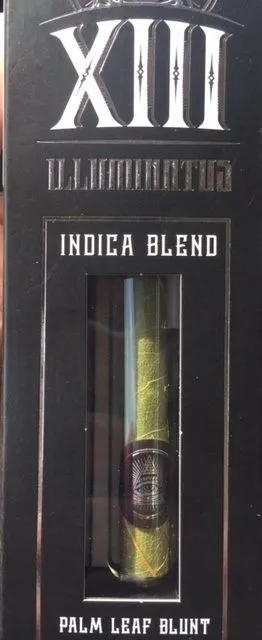 XIII
ILLUMINATUS
INDICA BLEND
PALM LEAF BLUNT